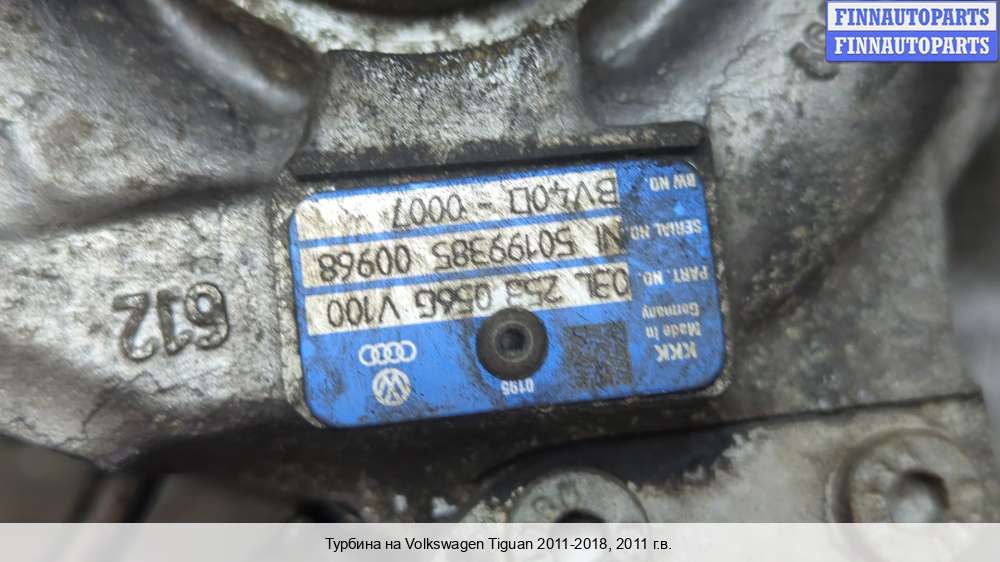 FINNAUTOPARTS
FINNAUTOPARTS
KKK
Made in
Germany
0195
PART. NO.
03L 253 056G V100
SERIAL NO.
NI 50199385 00968
BW NO.
BV40D - 0007
612
Турбина на Volkswagen Tiguan 2011-2018, 2011 г.в.